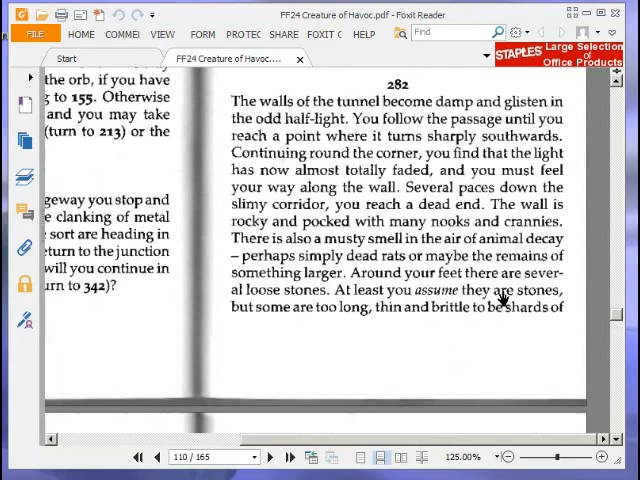 FF24 Creature of Havoc.pdf - Foxit Reader
FILE
HOME
COMMEI
VIEW
FORM
PROTEC
SHARE
FOXIT C
HELP
Find
Start
FF24 Creature of Havoc....
STAPLES
Large Selection
of
Office Products
the orb, if you have
g to 155. Otherwise
and you may take
(turn to 213) or the
geway you stop and
e clanking of metal
sort are heading in
eturn to the junction
will you continue in
urn to 342)?
282
The walls of the tunnel become damp and glisten in
the odd half-light. You follow the passage until you
reach a point where it turns sharply southwards.
Continuing round the corner, you find that the light
has now almost totally faded, and you must feel
your way along the wall. Several paces down the
slimy corridor, you reach a dead end. The wall is
rocky and pocked with many nooks and crannies.
There is also a musty smell in the air of animal decay
– perhaps simply dead rats or maybe the remains of
something larger. Around your feet there are sever-
al loose stones. At least you assume they are stones,
but some are too long, thin and brittle to be shards of
110 / 165
125.00%